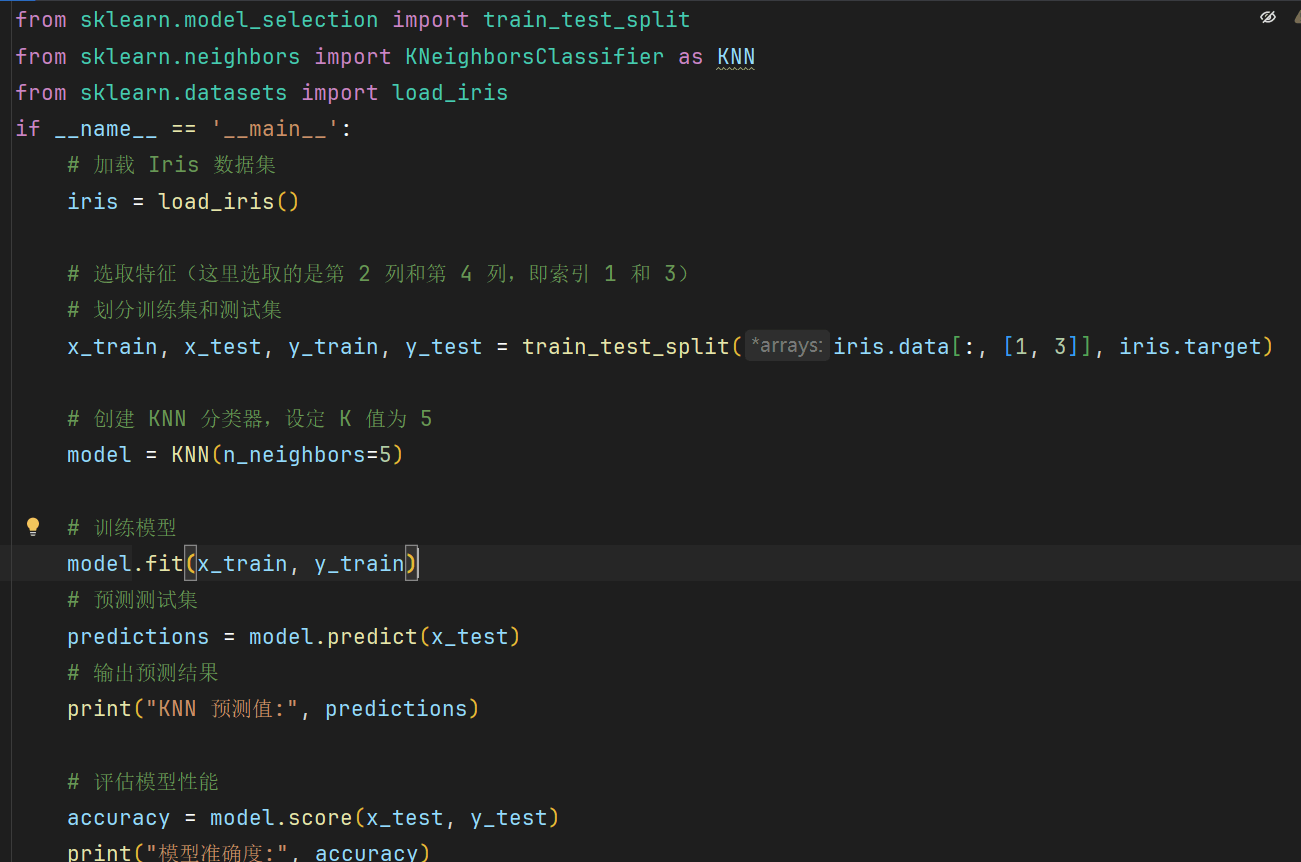 from sklearn.model_selection import train_test_split
from sklearn.neighbors import KNeighborsClassifier as KNN
from sklearn.datasets import load_iris
if __name__ == '__main__':
    # 加载 Iris 数据集
    iris = load_iris()

    # 选取特征（这里选取的是第 2 列和第 4 列，即索引 1 和 3）
    # 划分训练集和测试集
    x_train, x_test, y_train, y_test = train_test_split( *arrays: iris.data[:, [1, 3]], iris.target)

    # 创建 KNN 分类器，设定 K 值为 5
    model = KNN(n_neighbors=5)

    # 训练模型
    model.fit(x_train, y_train)
    # 预测测试集
    predictions = model.predict(x_test)
    # 输出预测结果
    print("KNN 预测值:", predictions)

    # 评估模型性能
    accuracy = model.score(x_test, y_test)
    print("模型准确度:", accuracy)